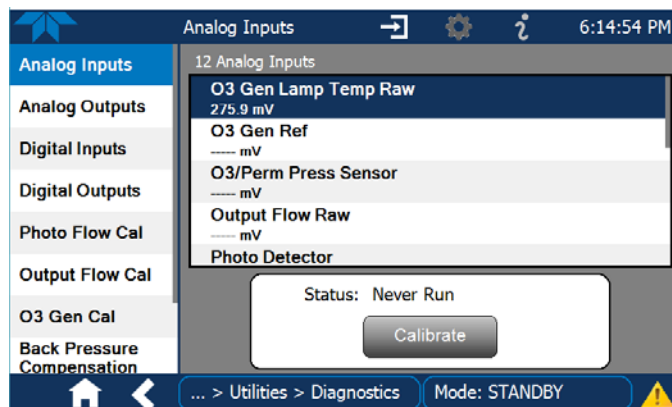 Analog Inputs
6:14:54 PM
Analog Inputs
Analog Outputs
Digital Inputs
Digital Outputs
Photo Flow Cal
Output Flow Cal
O3 Gen Cal
Back Pressure
Compensation
12 Analog Inputs
O3 Gen Lamp Temp Raw
275.9 mV
O3 Gen Ref
----- mV
O3/Perm Press Sensor
----- mV
Output Flow Raw
----- mV
Photo Detector
Status: Never Run
Calibrate
... > Utilities > Diagnostics
Mode: STANDBY